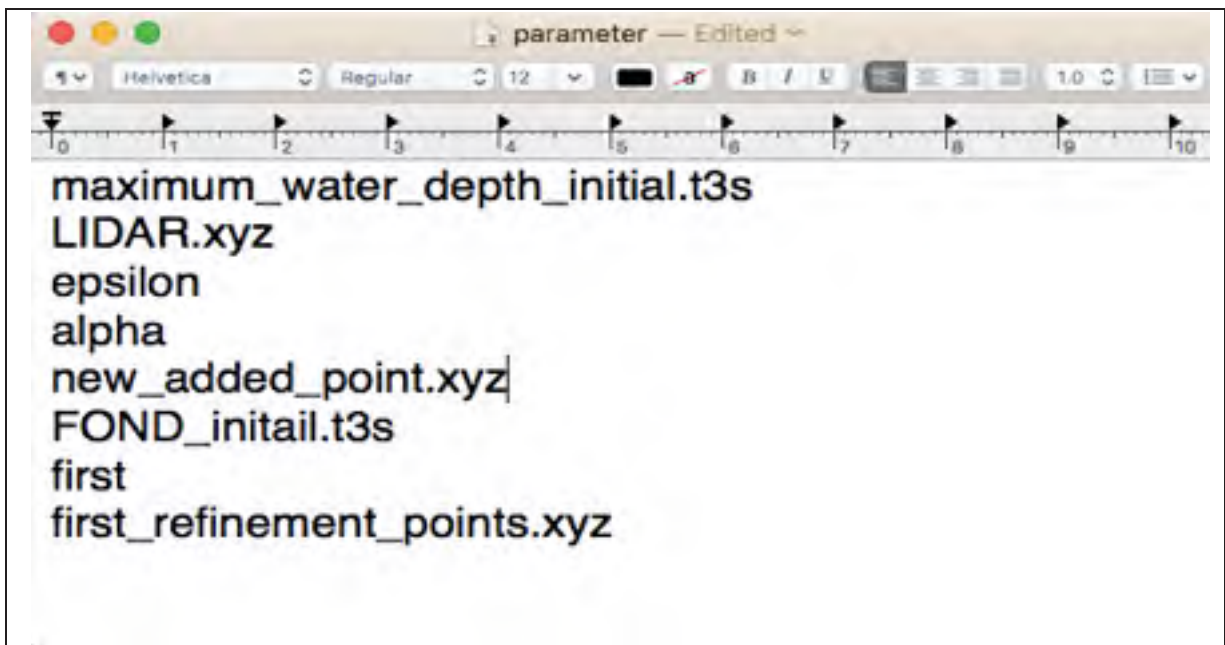 parameter — Edited
Helvetica Regular 12 a B I U 1.0
0 1 2 3 4 5 6 7 8 9 10
maximum_water_depth_initial.t3s
LIDAR.xyz
epsilon
alpha
new_added_point.xyz
FOND_initail.t3s
first
first_refinement_points.xyz